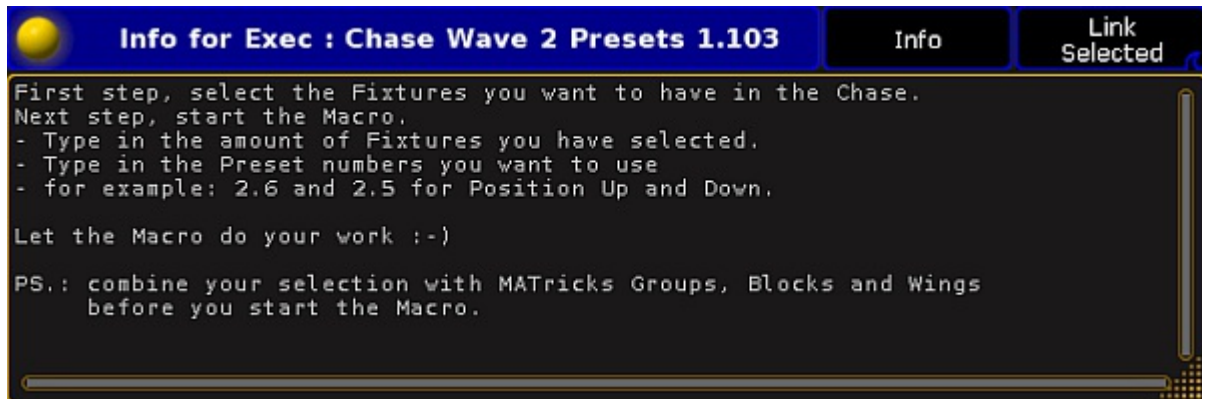 Info for Exec : Chase Wave 2 Presets 1.103
Info
Link
Selected
First step, select the Fixtures you want to have in the Chase.
Next step, start the Macro.
- Type in the amount of Fixtures you have selected.
- Type in the Preset numbers you want to use
- for example: 2.6 and 2.5 for Position Up and Down.
Let the Macro do your work :-)
PS.: combine your selection with MATricks Groups, Blocks and Wings
before you start the Macro.